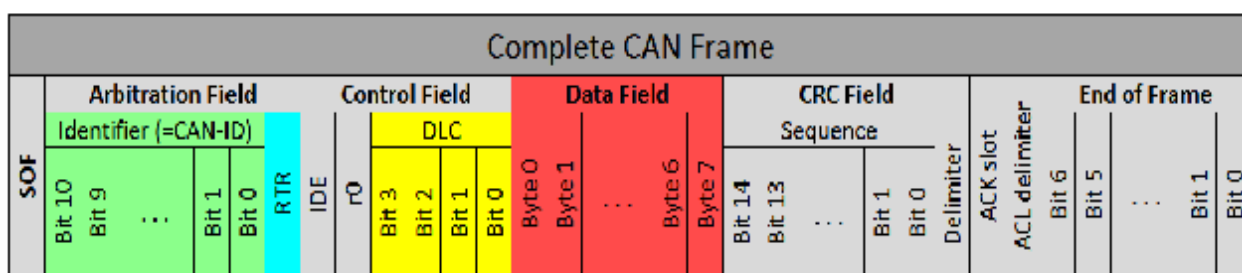 Complete CAN Frame
SOF
Arbitration Field
Control Field
Data Field
CRC Field
End of Frame
Identifier (=CAN-ID)
DLC
Sequence
Bit 10
Bit 9
...
Bit 1
Bit 0
RTR
IDE
r0
Bit 3
Bit 2
Bit 1
Bit 0
Byte 0
Byte 1
...
Byte 6
Byte 7
Bit 14
Bit 13
...
Bit 1
Bit 0
Delimiter
ACK slot
ACL delimiter
Bit 6
Bit 5
...
Bit 1
Bit 0